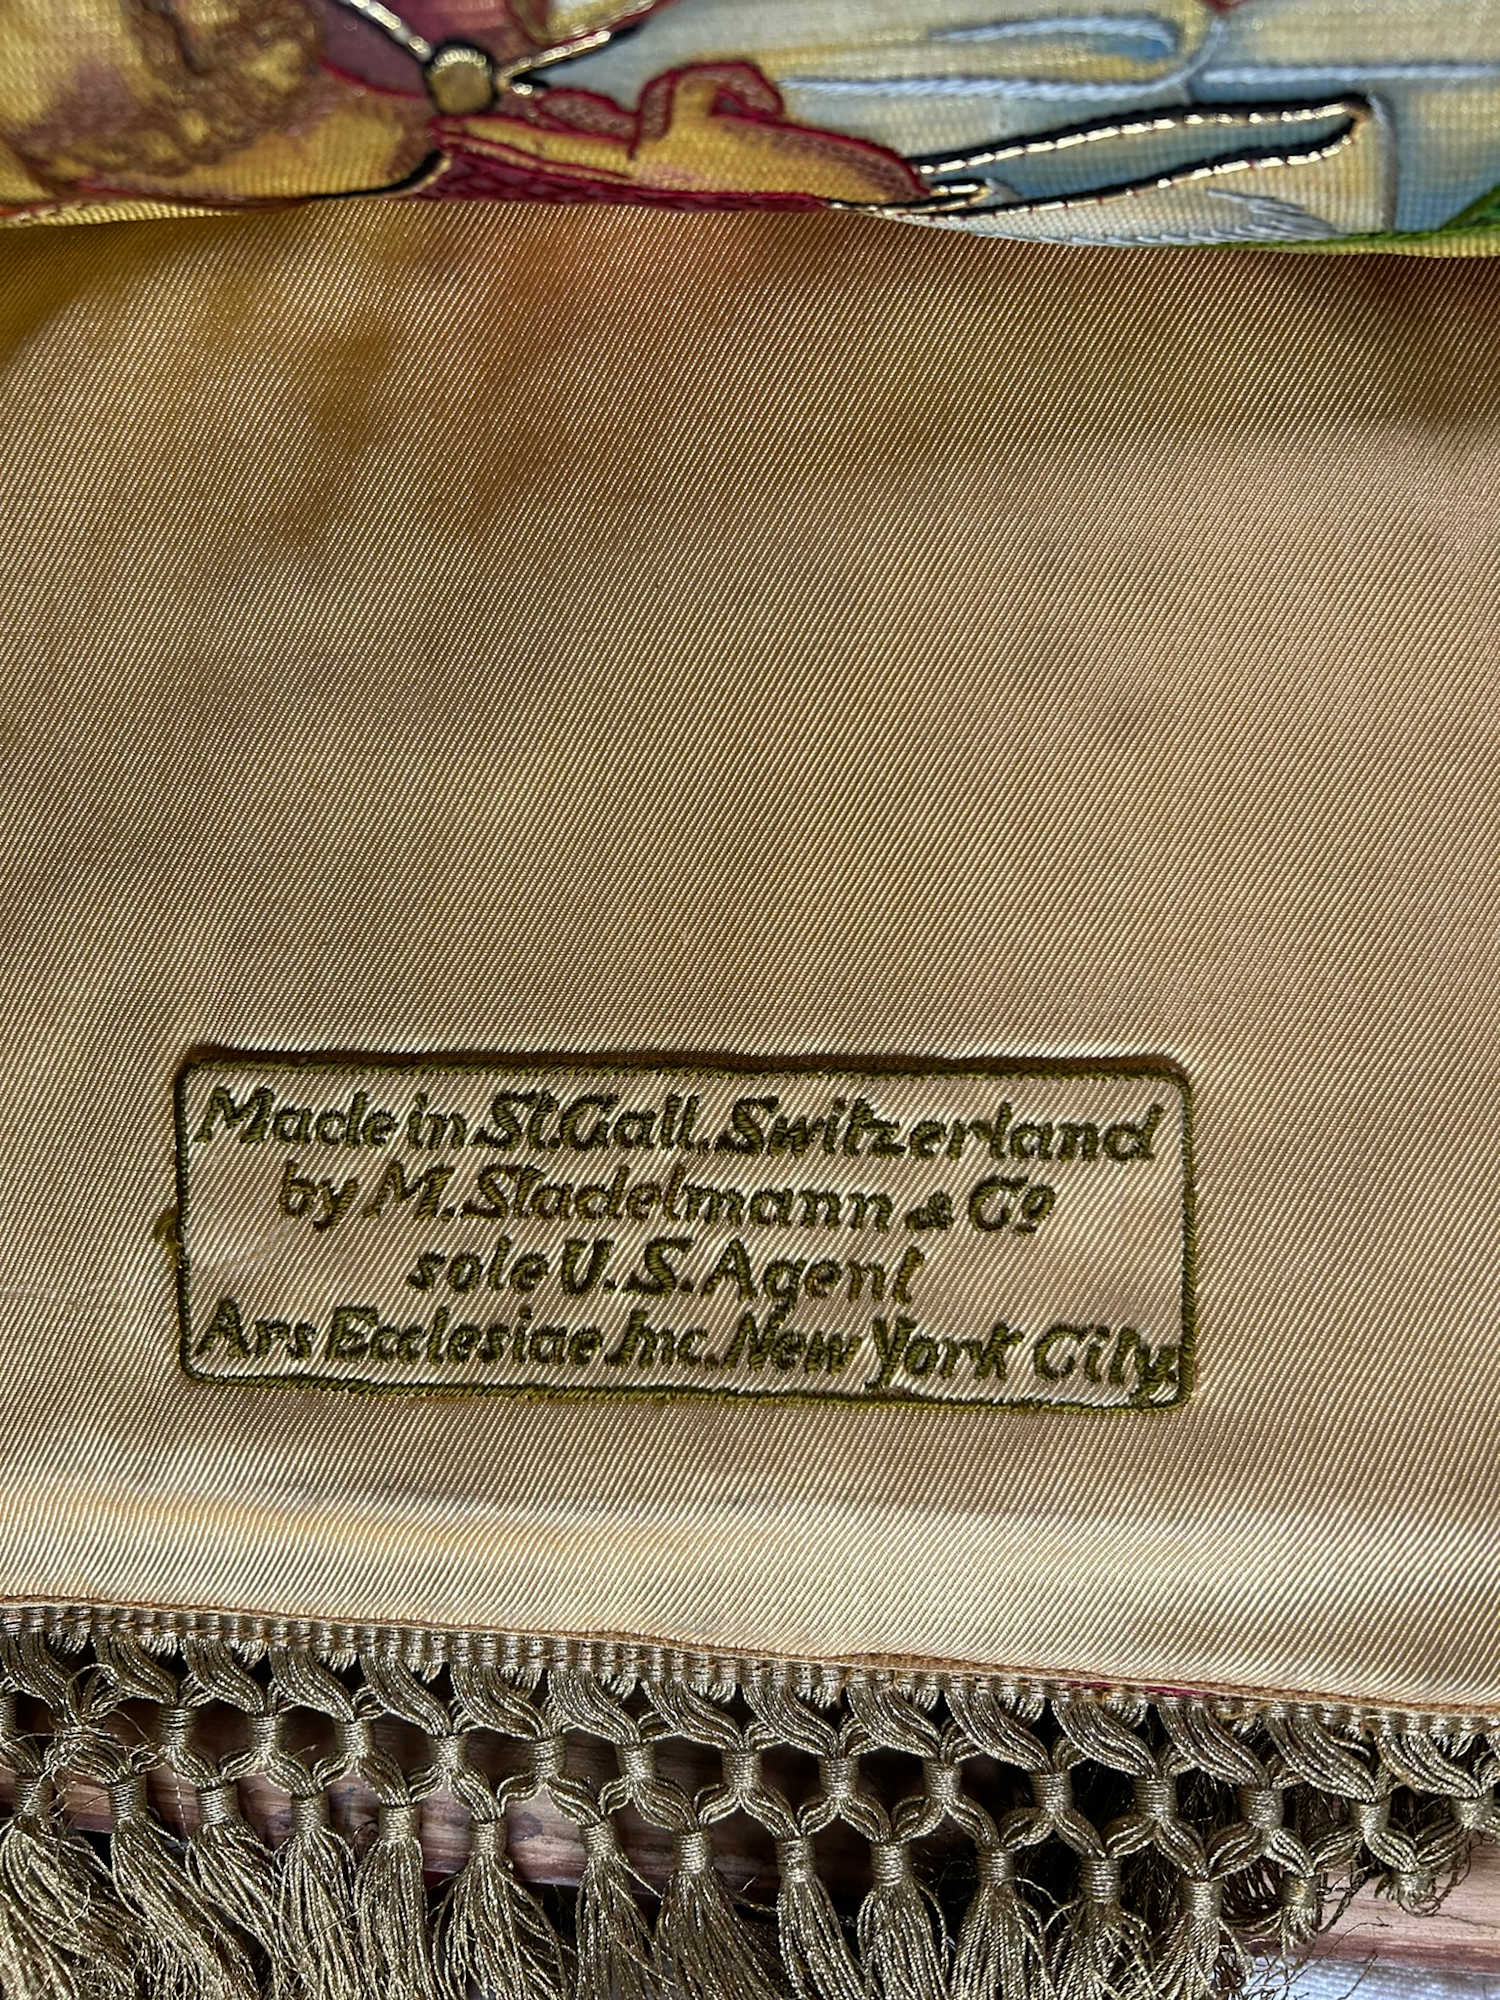 Made in St. Gall, Switzerland
by M. Stadelmann & Co
sole U.S. Agent
Ars Ecclesiae Inc. New York City.